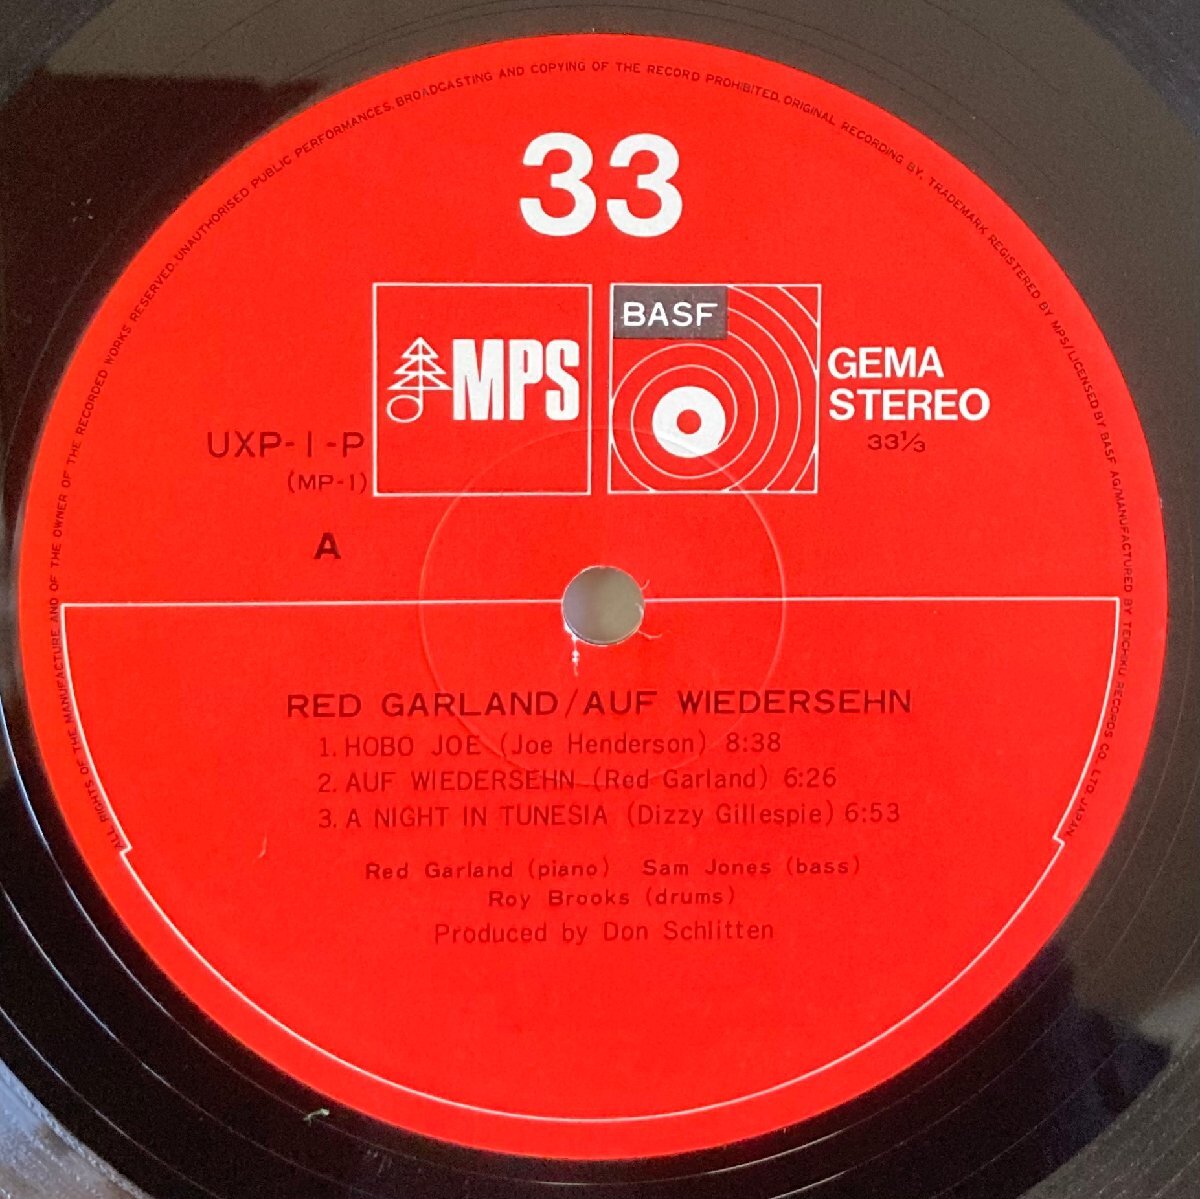 ALL RIGHTS OF THE MANUFACTURE AND OF THE OWNER OF THE RECORDED WORKS RESERVED. UNAUTHORISED PUBLIC PERFORMANCES, BROADCASTING AND COPYING OF THE RECORD PROHIBITED. ORIGINAL RECORDING BY, TRADEMARK REGISTERED BY MPS/LICENSED BY BASF AG/MANUFACTURED BY TEICHIKU RECORDS CO. LTD. JAPAN
33
MPS
BASF
GEMA
STEREO
33⅓
UXP-1-P
(MP-1)
A
RED GARLAND/AUF WIEDERSEHN
1. HOBO JOE (Joe Henderson) 8:38
2. AUF WIEDERSEHN (Red Garland) 6:26
3. A NIGHT IN TUNESIA (Dizzy Gillespie) 6:53
Red Garland (piano) Sam Jones (bass)
Roy Brooks (drums)
Produced by Don Schlitten